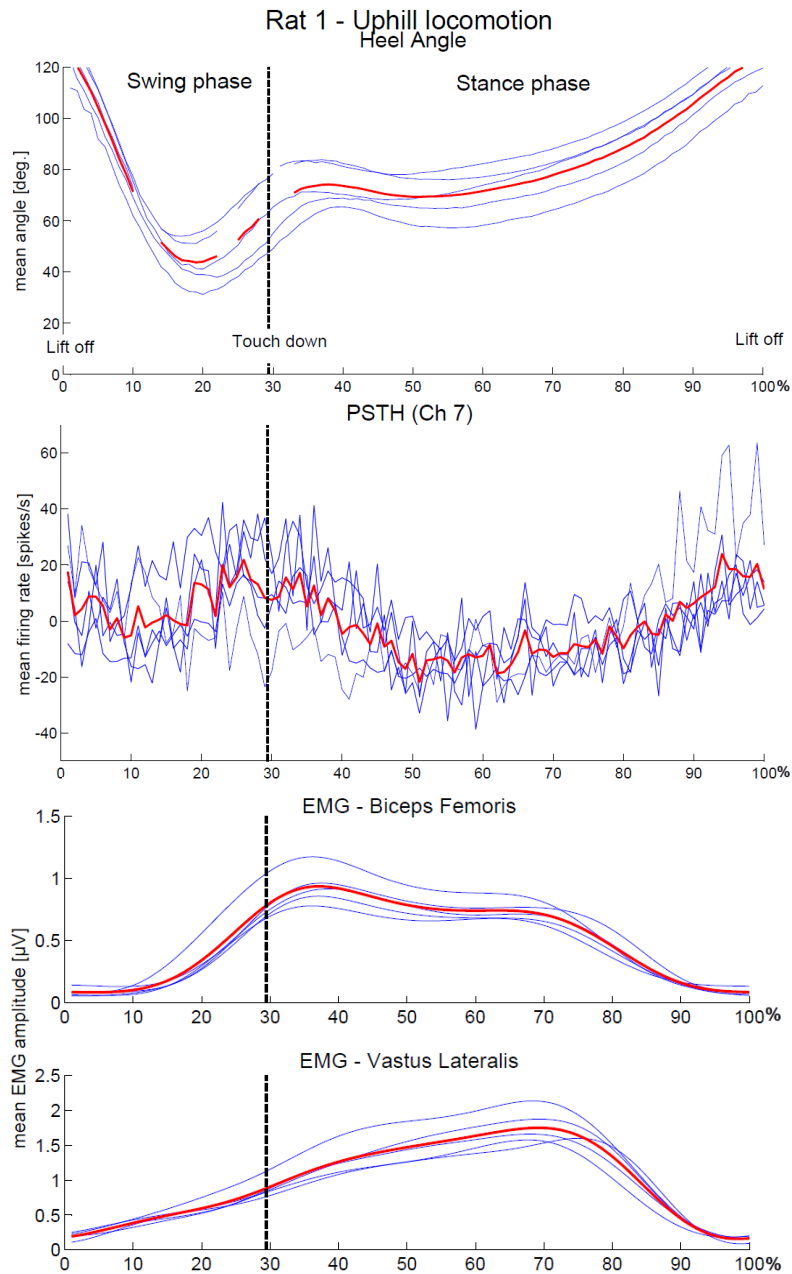 Rat 1 - Uphill locomotion
Heel Angle
120
Swing phase
Stance phase
100
80
60
40
20
0
mean angle [deg.]
Lift off
Touch down
Lift off
0 10 20 30 40 50 60 70 80 90 100%
PSTH (Ch 7)
60
40
20
0
-20
-40
mean firing rate [spikes/s]
0 10 20 30 40 50 60 70 80 90 100%
EMG - Biceps Femoris
1.5
1
0.5
0
0 10 20 30 40 50 60 70 80 90 100%
mean EMG amplitude [µV]
EMG - Vastus Lateralis
2.5
2
1.5
1
0.5
0
0 10 20 30 40 50 60 70 80 90 100%